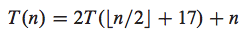 T(n) = 2T(⌊n/2⌋ + 17) + n